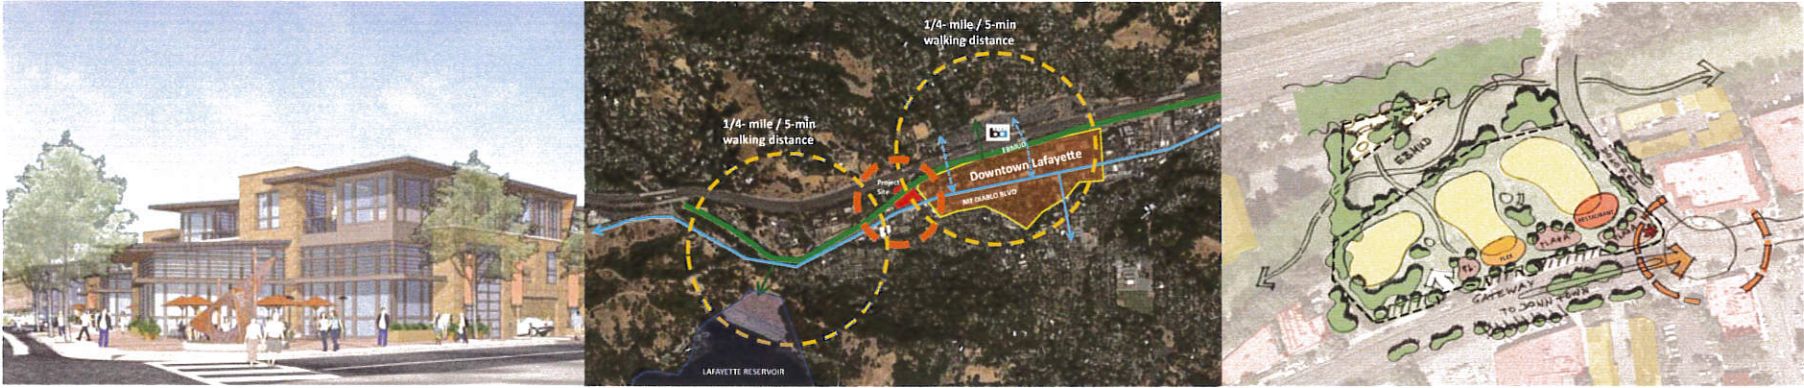 1/4- mile / 5-min
walking distance
1/4- mile / 5-min
walking distance
ba
EBMUD
Downtown Lafayette
Project
Site
MT DIABLO BLVD
LAFAYETTE RESERVOIR
EBMUD
RESTAURANT
PLAZA
FLEX
GATEWAY
TO DOWNTOWN